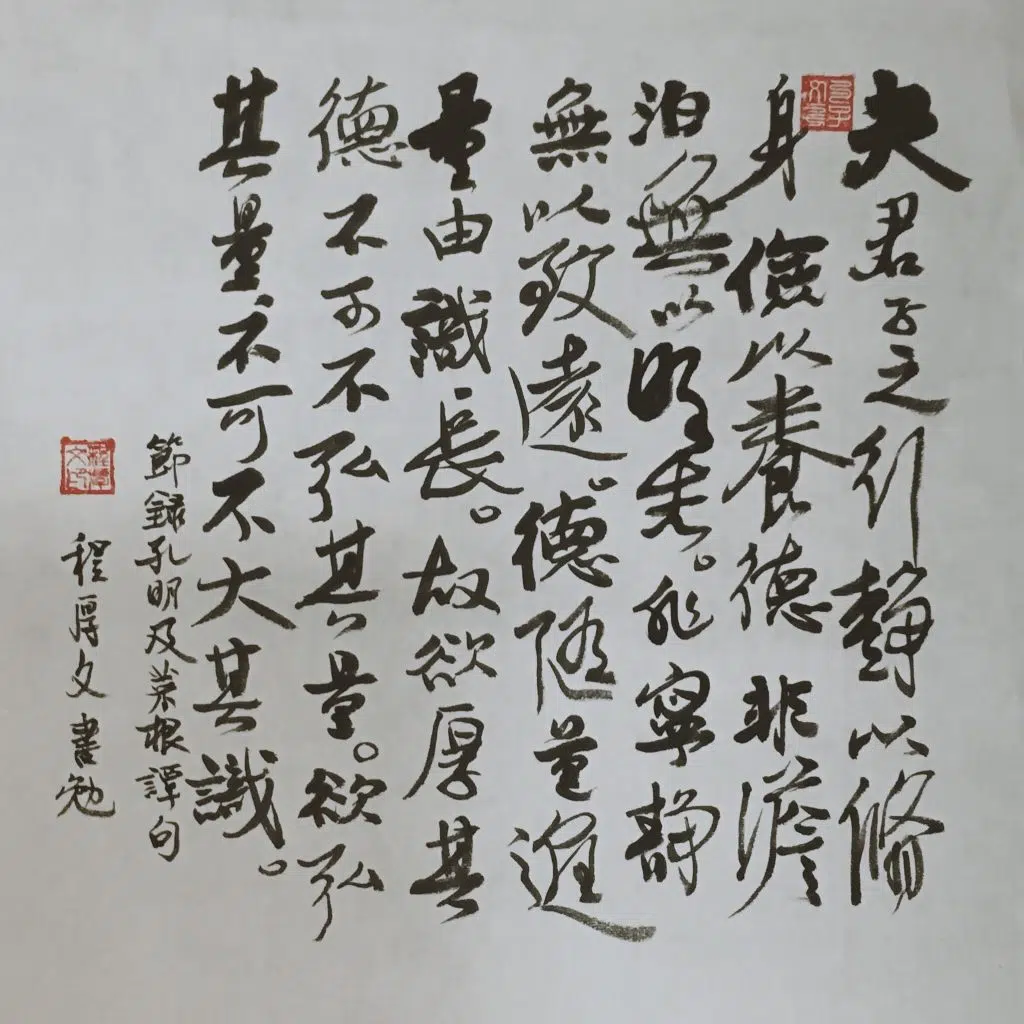 夫君子之行靜以脩
身儉以養德非澹
泊無以明志。非寧靜
無以致遠。德隨量進
量由識長。故欲厚其
德不可不弘其量。欲弘
其量不可不大其識。
節録孔明及菜根譚句
程厚文書勉